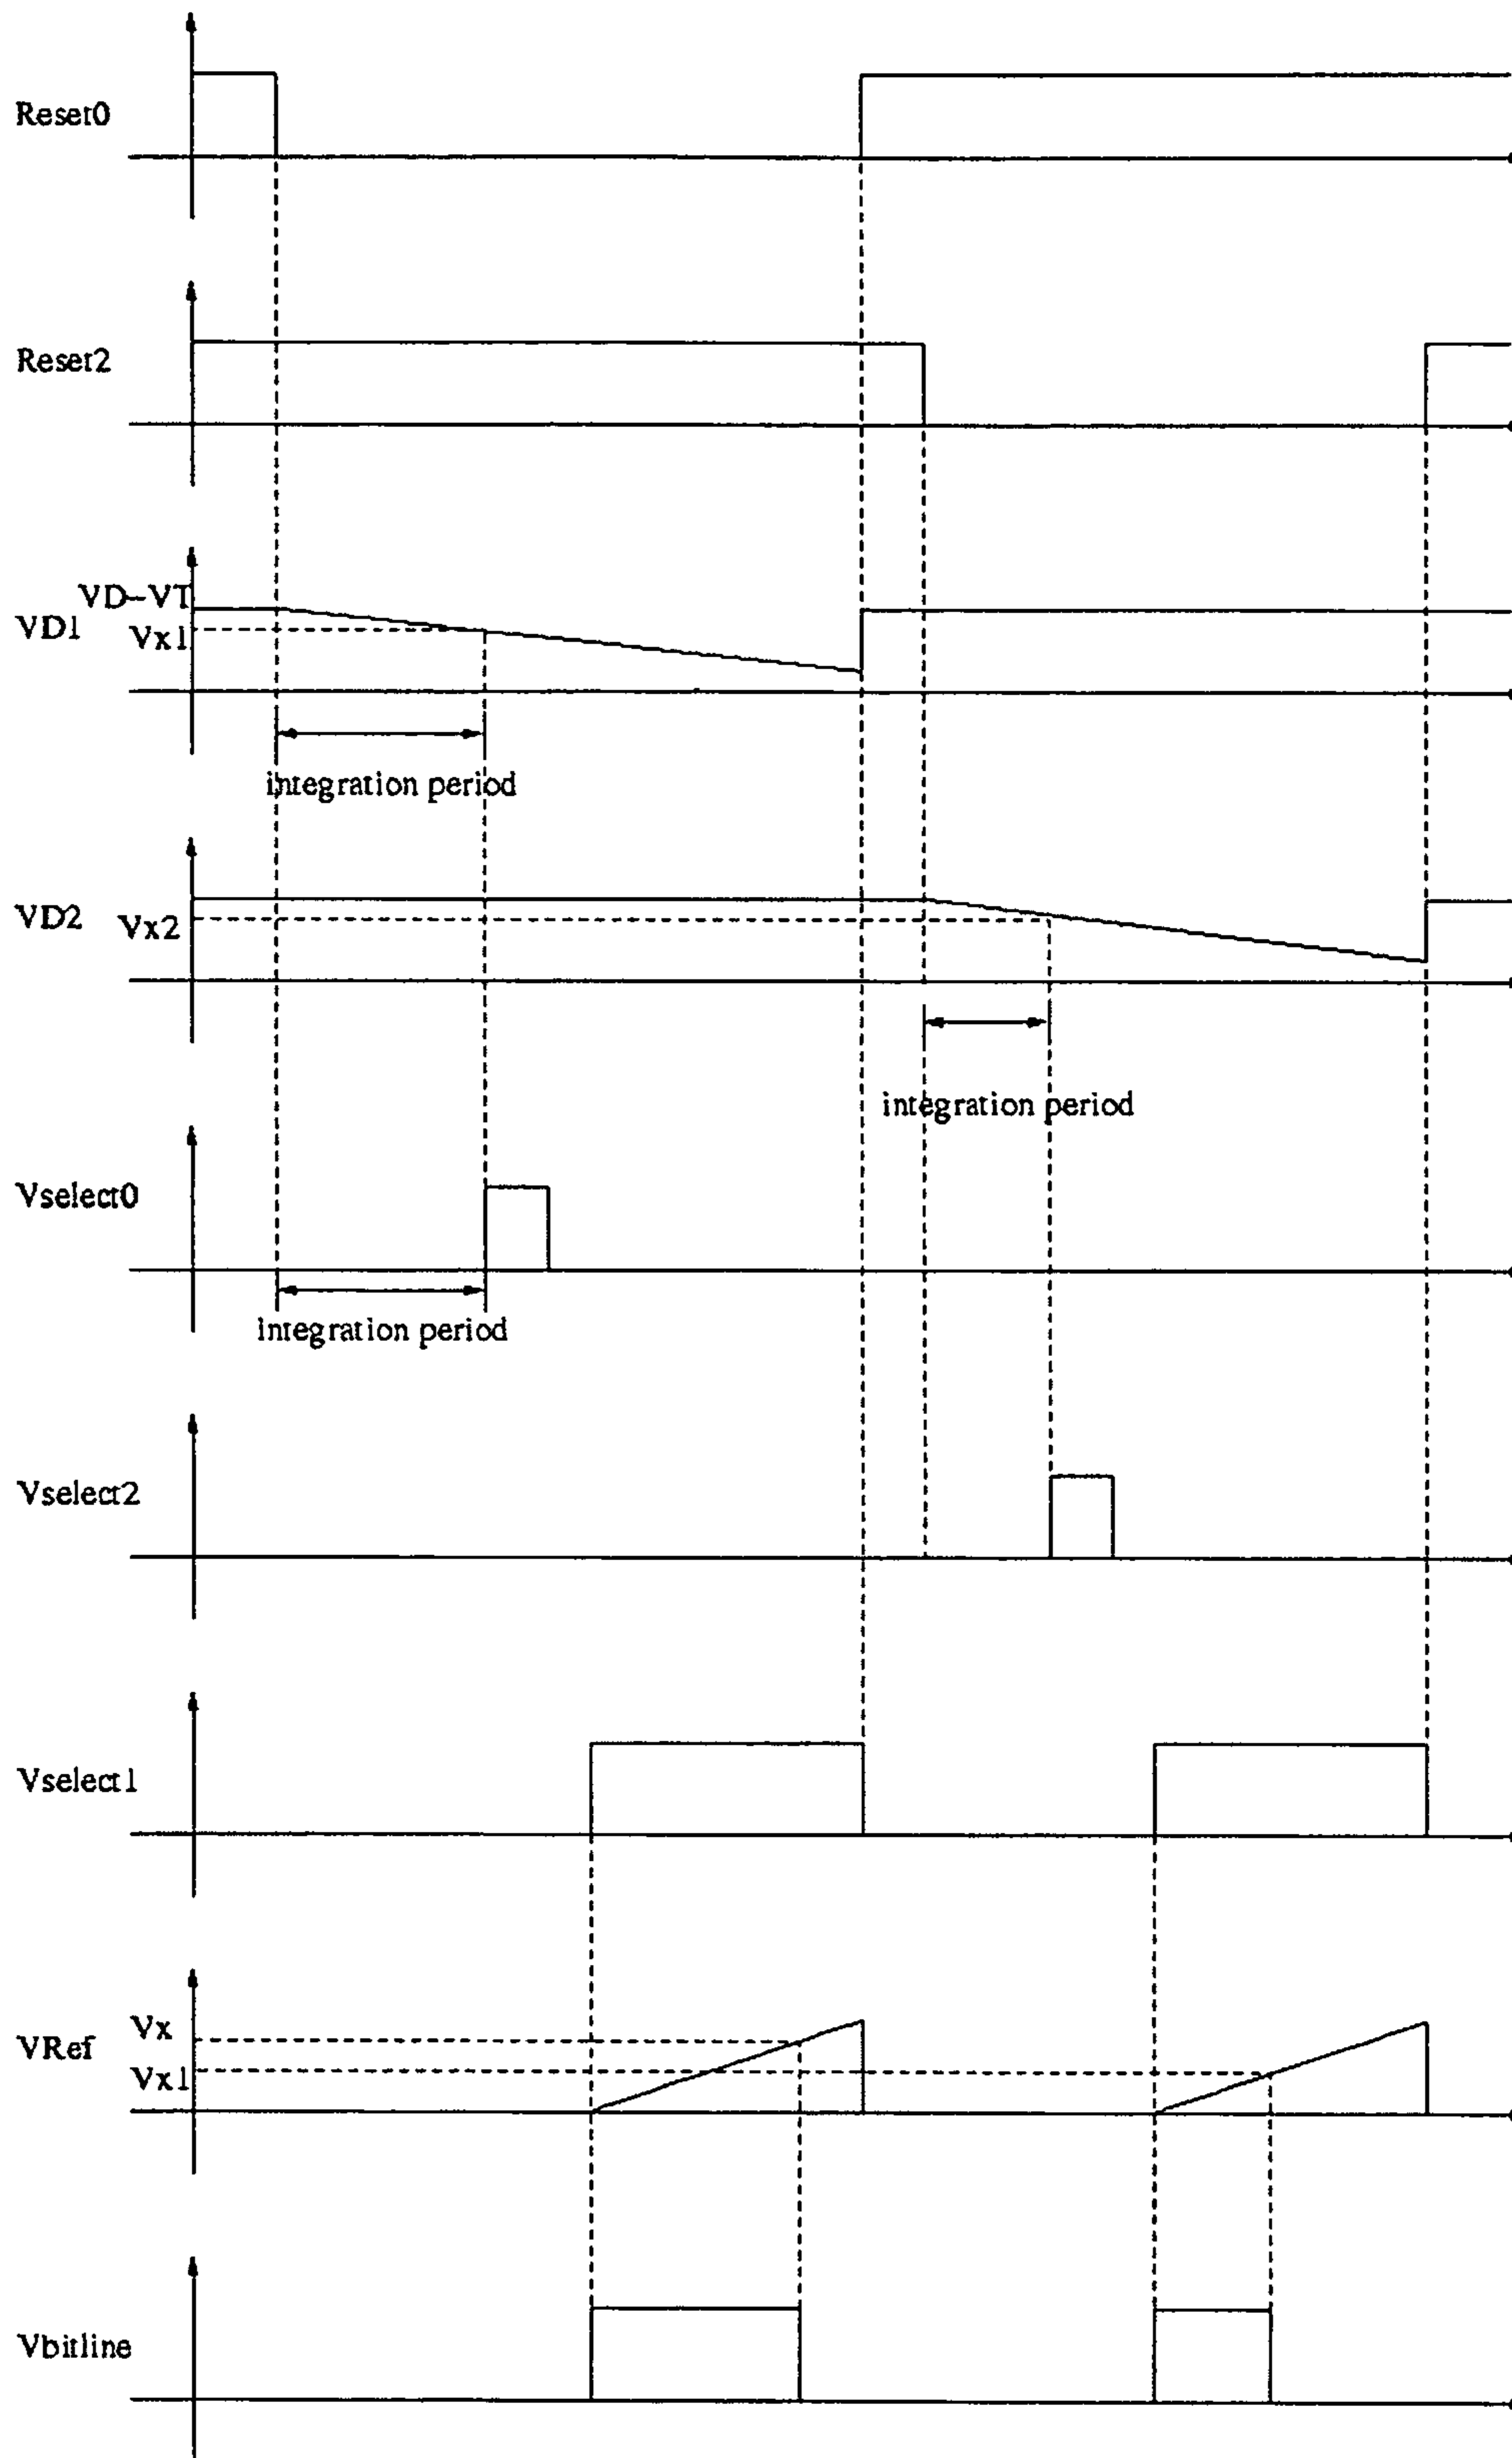 Reset0
Reset2
VD-VT
VD1
Vx1
integration period
VD2
Vx2
integration period
Vselect0
integration period
Vselect2
Vselect1
VRef
Vx
Vx1
Vbitline